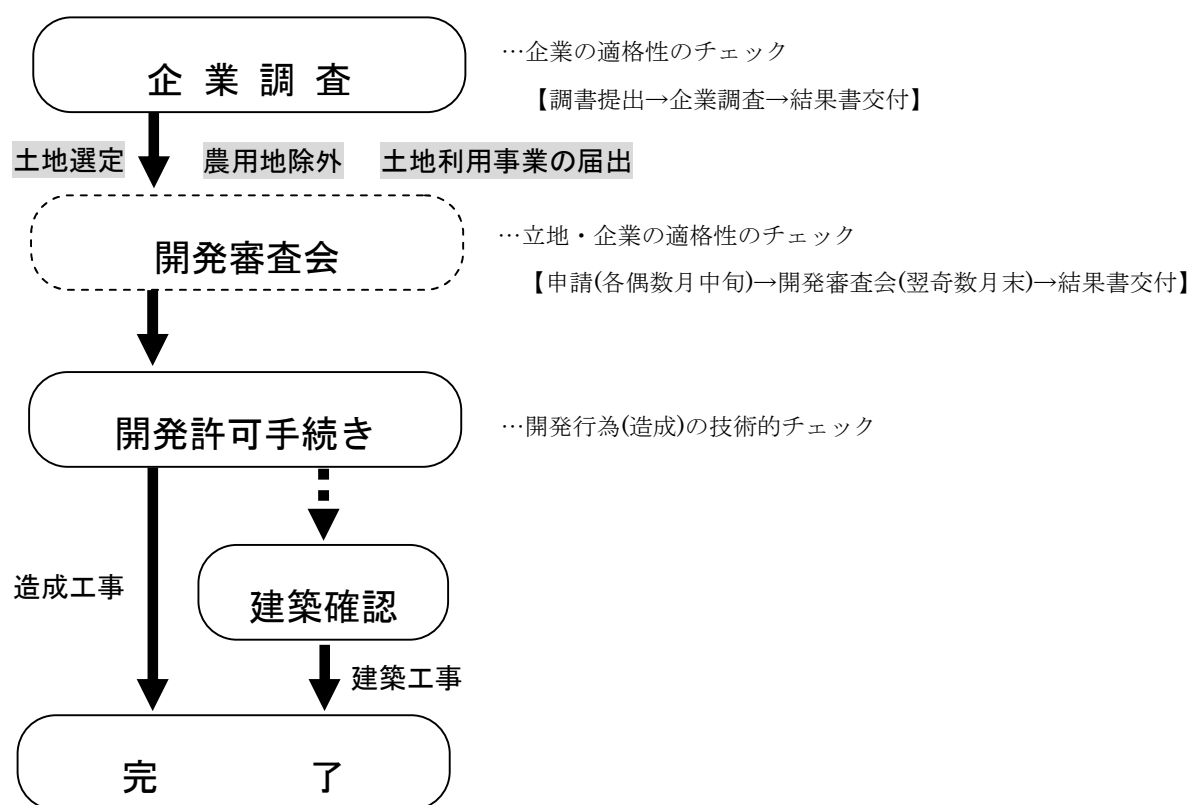 企業調査
…企業の適格性のチェック
【調書提出→企業調査→結果書交付】
土地選定 農用地除外 土地利用事業の届出
開発審査会
…立地・企業の適格性のチェック
【申請(各偶数月中旬)→開発審査会(翌奇数月末)→結果書交付】
開発許可手続き
…開発行為(造成)の技術的チェック
造成工事
建築確認
建築工事
完了